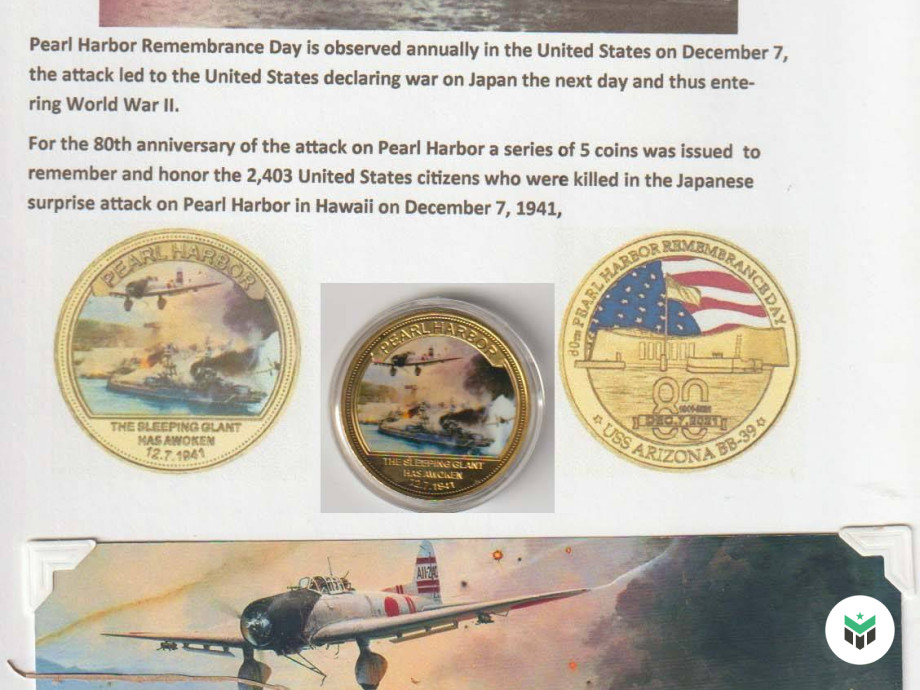 Pearl Harbor Remembrance Day is observed annually in the United States on December 7,
the attack led to the United States declaring war on Japan the next day and thus ente-
ring World War II.
For the 80th anniversary of the attack on Pearl Harbor a series of 5 coins was issued to
remember and honor the 2,403 United States citizens who were killed in the Japanese
surprise attack on Pearl Harbor in Hawaii on December 7, 1941,
PEARL HARBOR
THE SLEEPING GIANT
HAS AWOKEN
12.7.1941
PEARL HARBOR
THE SLEEPING GIANT
HAS AWOKEN
12.7.1941
80TH PEARL HARBOR REMEMBRANCE DAY
80
1941-2021
DEC.7.2021
USS ARIZONA BB-39